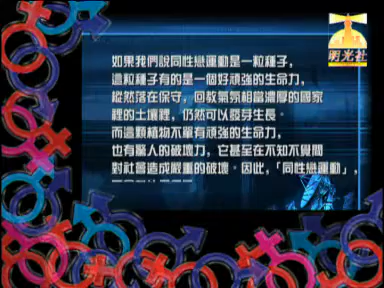 明光社
如果我們說同性戀運動是一粒種子，
這粒種子有的是一個好頑強的生命力，
縱然落在保守，回教氣氛相當濃厚的國家
裡的土壤裡，仍然可以發芽生長。
而這顆植物不單有頑強的生命力，
也有驚人的破壞力，它甚至在不知不覺間
對社會造成嚴重的破壞。因此，「同性戀運動」，